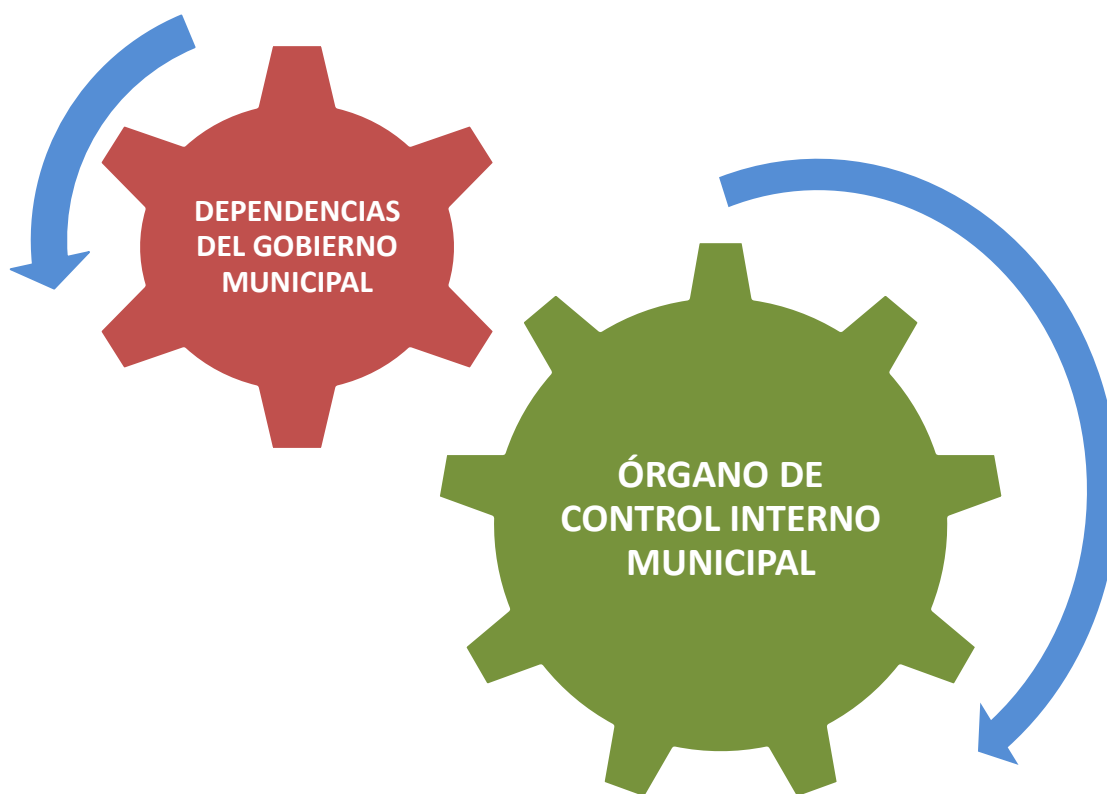 DEPENDENCIAS
DEL GOBIERNO
MUNICIPAL
ÓRGANO DE
CONTROL INTERNO
MUNICIPAL